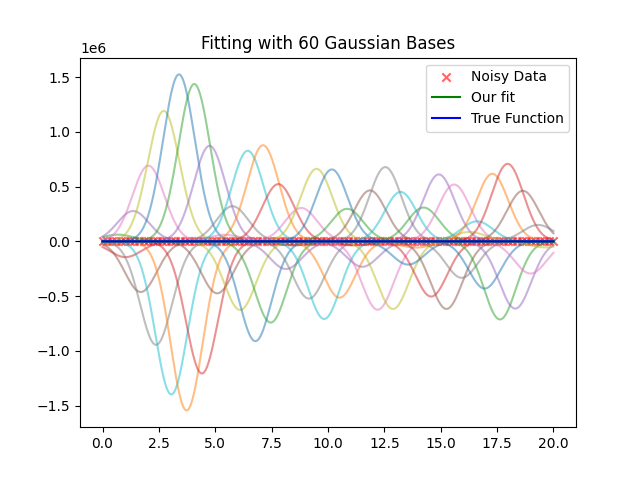 Fitting with 60 Gaussian Bases
1e6
Noisy Data
Our fit
True Function
1.5
1.0
0.5
0.0
−0.5
−1.0
−1.5
0.0 2.5 5.0 7.5 10.0 12.5 15.0 17.5 20.0